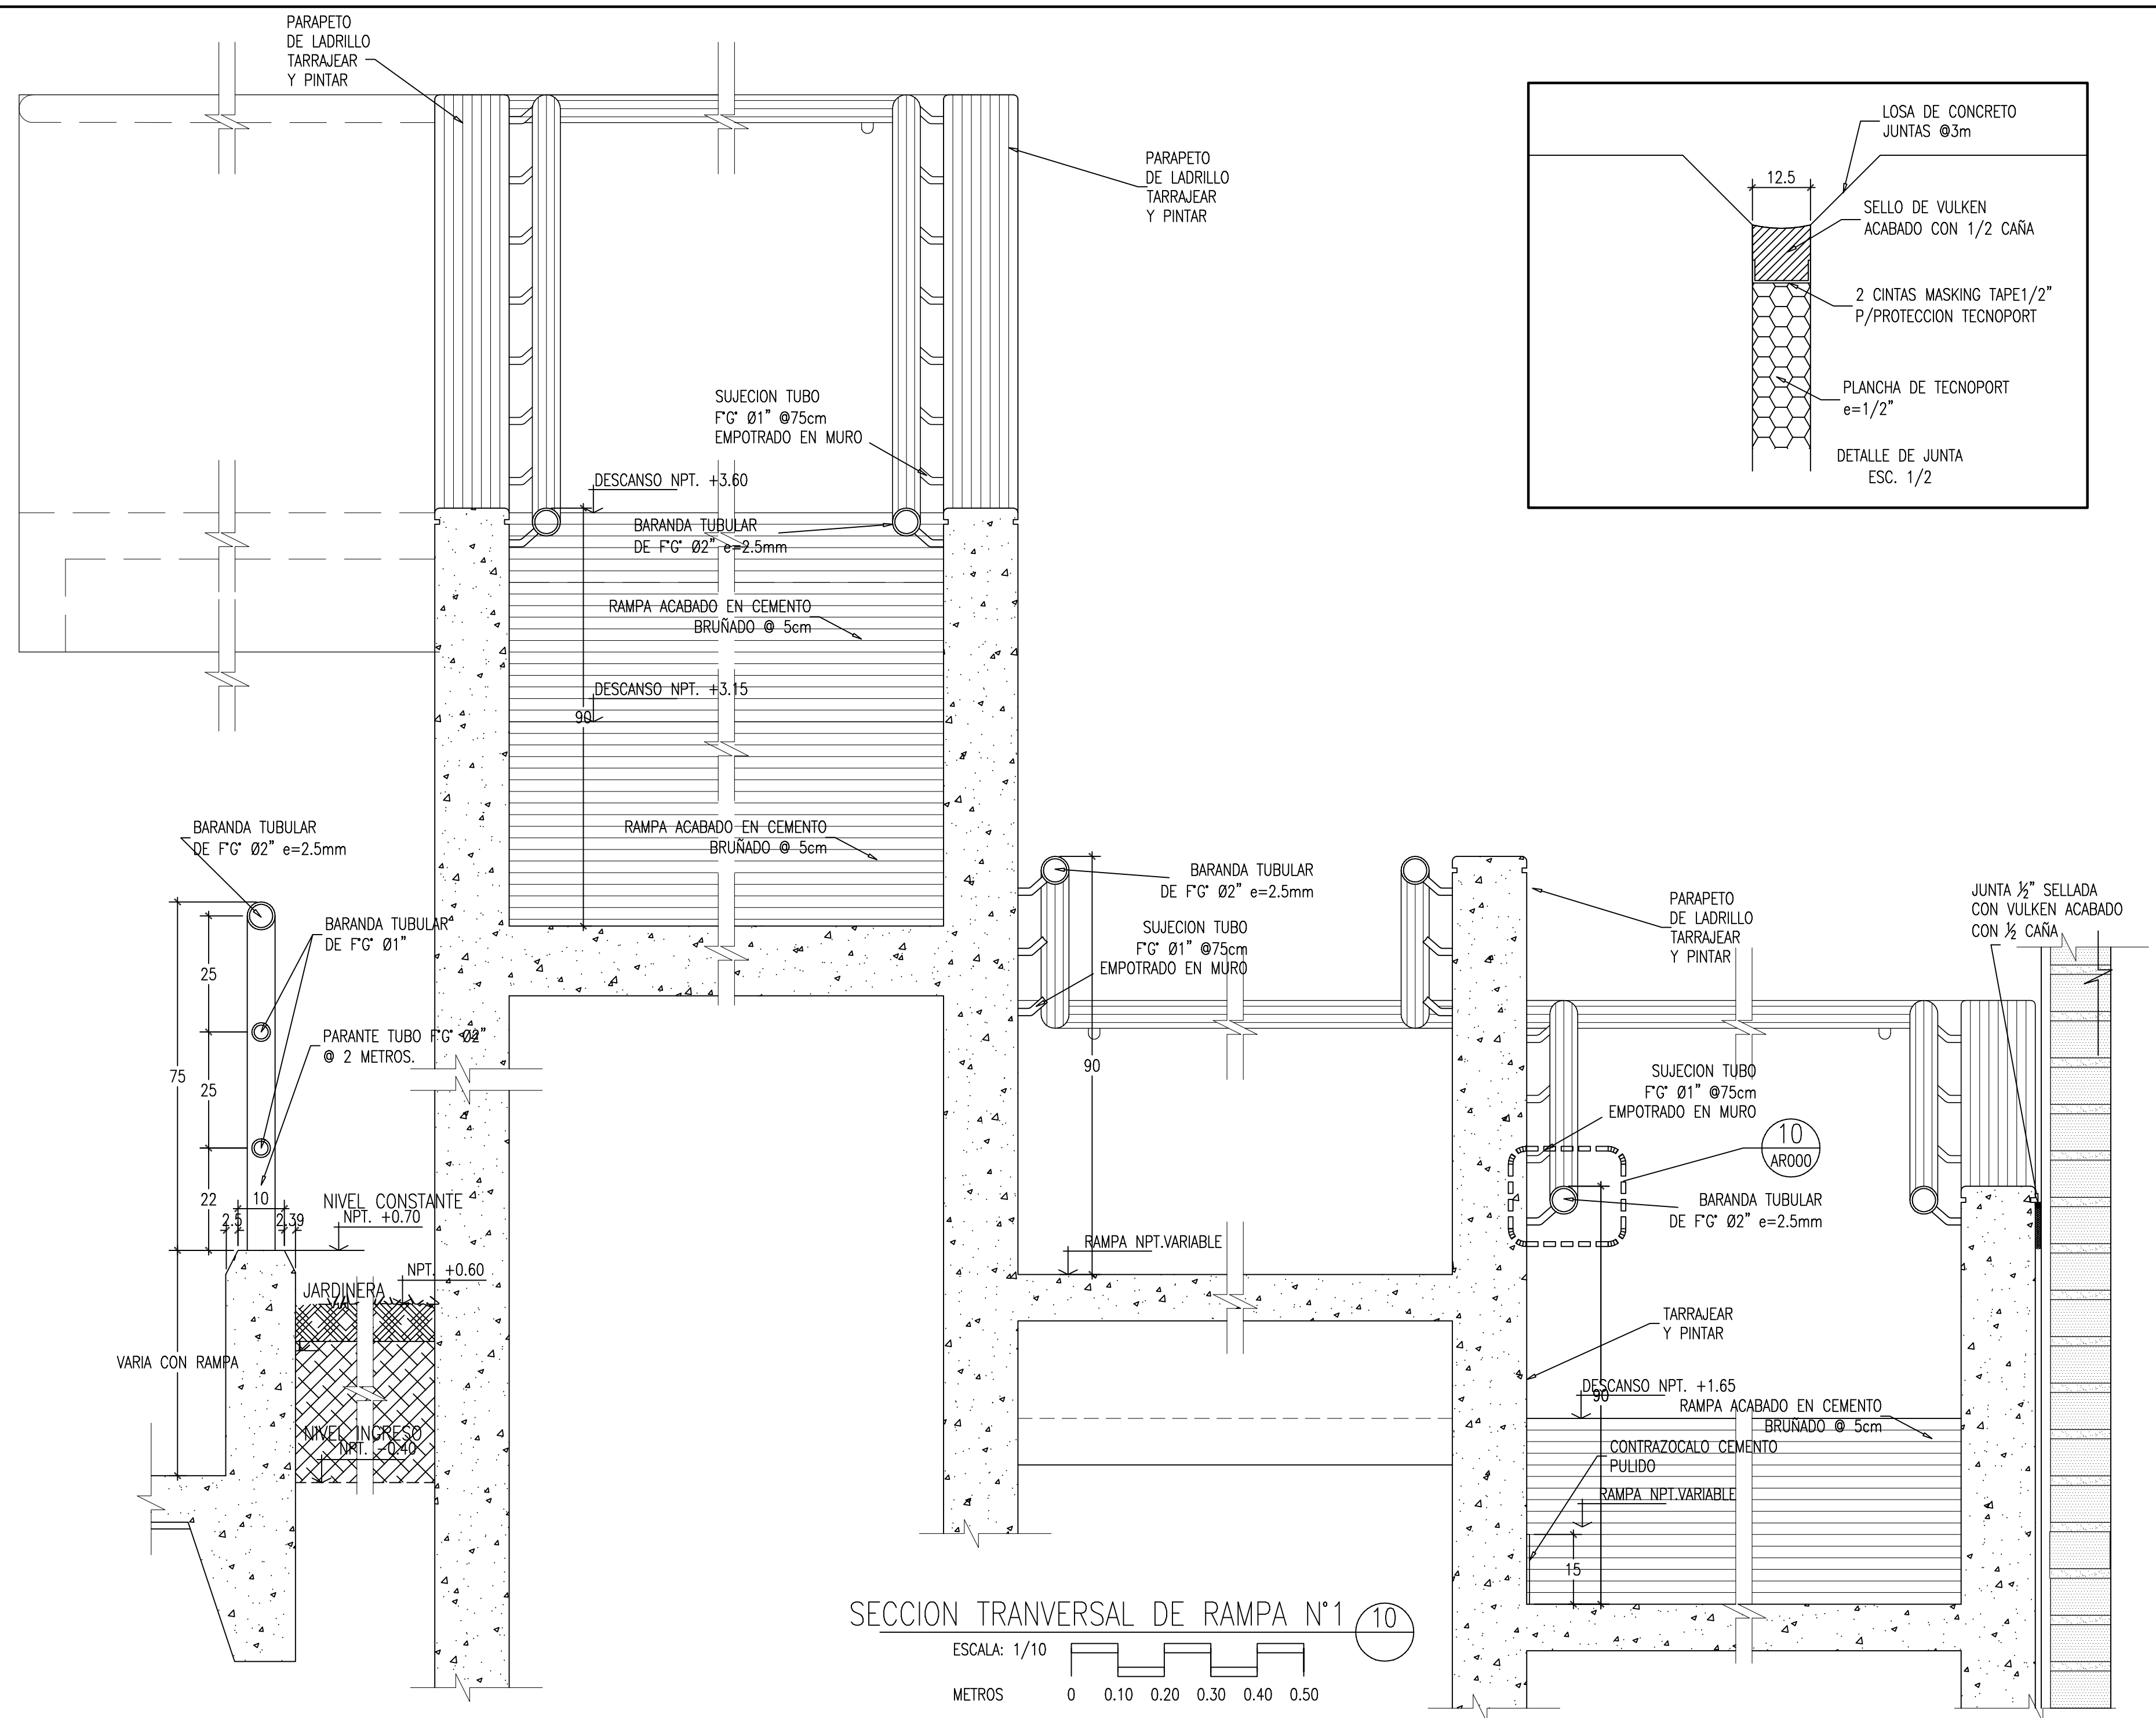 PARAPETO
DE LADRILLO
TARRAJEAR
Y PINTAR
PARAPETO
DE LADRILLO
TARRAJEAR
Y PINTAR
LOSA DE CONCRETO
JUNTAS @3m
12.5
SELLO DE VULKEN
ACABADO CON 1/2 CAÑA
2 CINTAS MASKING TAPE1/2"
P/PROTECCION TECNOPORT
PLANCHA DE TECNOPORT
e=1/2"
DETALLE DE JUNTA
ESC. 1/2
SUJECION TUBO
F°G° Ø1" @75cm
EMPOTRADO EN MURO
DESCANSO NPT. +3.60
BARANDA TUBULAR
DE F°G° Ø2" e=2.5mm
RAMPA ACABADO EN CEMENTO
BRUÑADO @ 5cm
DESCANSO NPT. +3.15
90
RAMPA ACABADO EN CEMENTO
BRUÑADO @ 5cm
BARANDA TUBULAR
DE F°G° Ø2" e=2.5mm
BARANDA TUBULAR
DE F°G° Ø1"
25
PARANTE TUBO F°G° Ø2"
@ 2 METROS.
75
25
22
10
2.5
2.39
NIVEL CONSTANTE
NPT. +0.70
NPT. +0.60
JARDINERA
VARIA CON RAMPA
NIVEL INGRESO
NPT. -0.40
BARANDA TUBULAR
DE F°G° Ø2" e=2.5mm
SUJECION TUBO
F°G° Ø1" @75cm
EMPOTRADO EN MURO
90
RAMPA NPT.VARIABLE
PARAPETO
DE LADRILLO
TARRAJEAR
Y PINTAR
JUNTA ½" SELLADA
CON VULKEN ACABADO
CON ½ CAÑA
SUJECION TUBO
F°G° Ø1" @75cm
EMPOTRADO EN MURO
10
AR000
BARANDA TUBULAR
DE F°G° Ø2" e=2.5mm
TARRAJEAR
Y PINTAR
DESCANSO NPT. +1.65
90
RAMPA ACABADO EN CEMENTO
BRUÑADO @ 5cm
CONTRAZOCALO CEMENTO
PULIDO
RAMPA NPT.VARIABLE
15
SECCION TRANVERSAL DE RAMPA N°1
10
ESCALA: 1/10
METROS
0 0.10 0.20 0.30 0.40 0.50